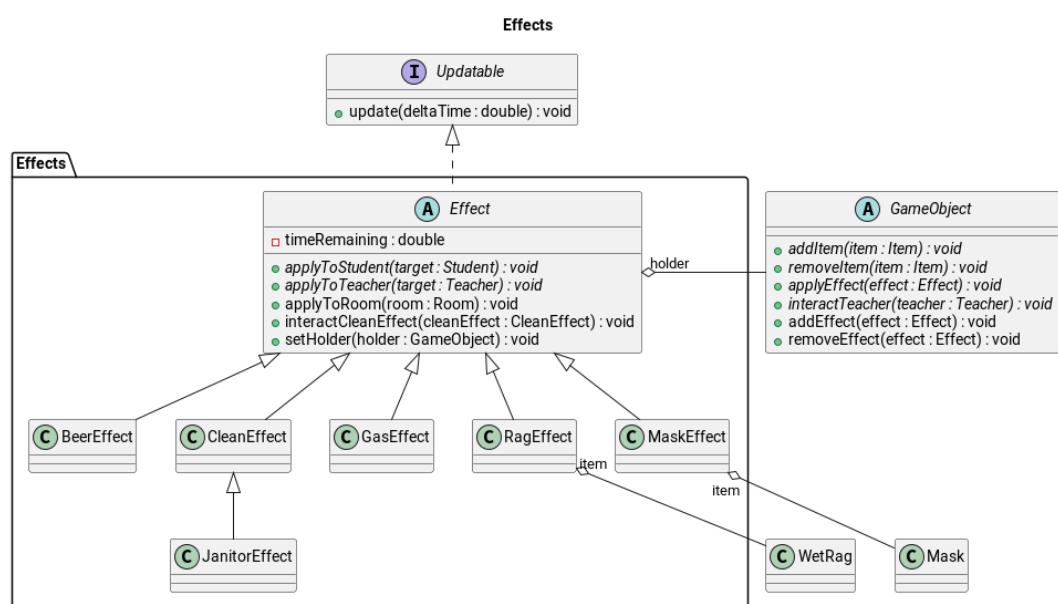 Effects
I Updatable
update(deltaTime : double) : void
Effects
A Effect
timeRemaining : double
applyToStudent(target : Student) : void
applyToTeacher(target : Teacher) : void
applyToRoom(room : Room) : void
interactCleanEffect(cleanEffect : CleanEffect) : void
setHolder(holder : GameObject) : void
holder
A GameObject
addItem(item : Item) : void
removeItem(item : Item) : void
applyEffect(effect : Effect) : void
interactTeacher(teacher : Teacher) : void
addEffect(effect : Effect) : void
removeEffect(effect : Effect) : void
C BeerEffect
C CleanEffect
C GasEffect
C RagEffect
C MaskEffect
item
item
C JanitorEffect
C WetRag
C Mask